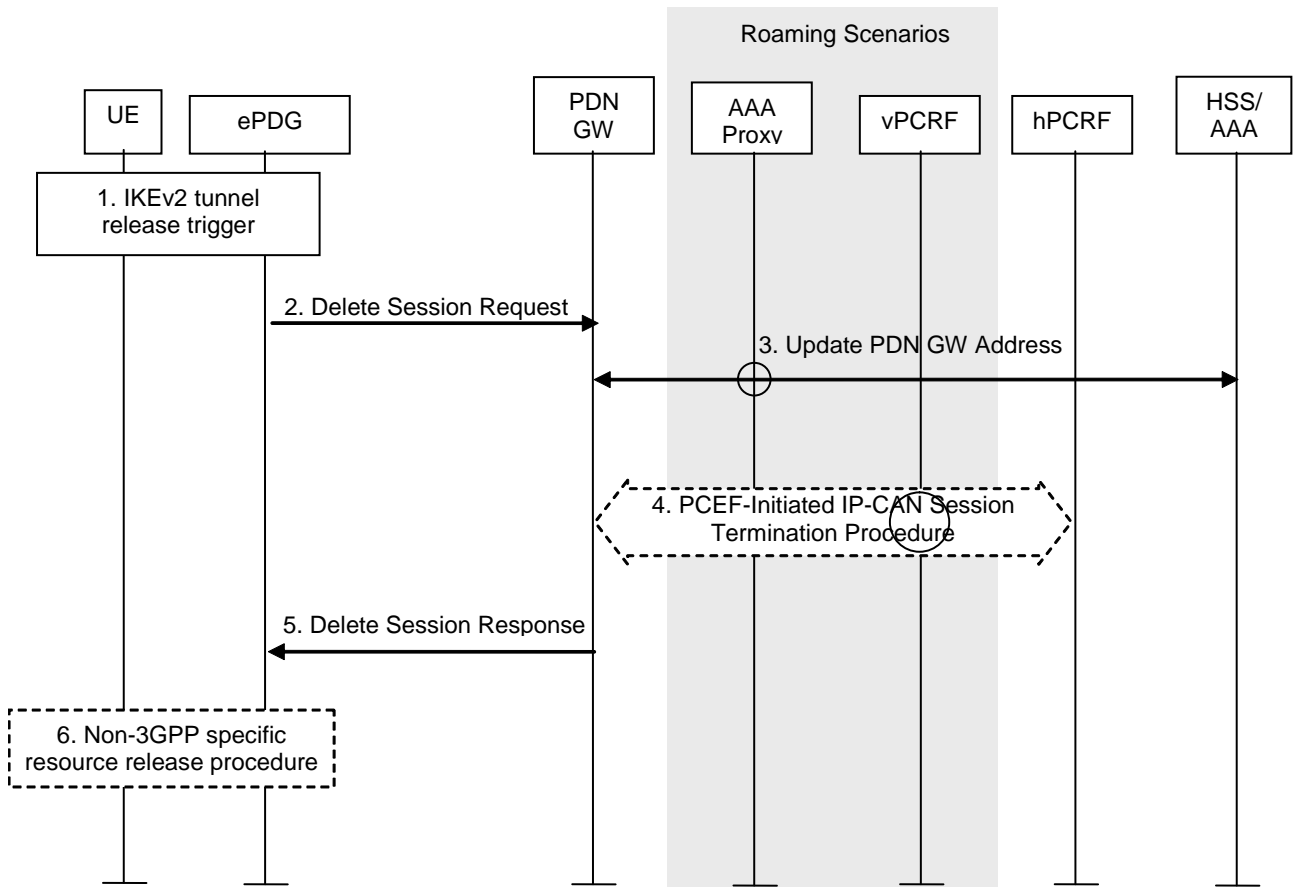 Roaming Scenarios
UE
ePDG
PDN
GW
AAA
Proxy
vPCRF
hPCRF
HSS/
AAA
1. IKEv2 tunnel
release trigger
2. Delete Session Request
3. Update PDN GW Address
4. PCEF-Initiated IP-CAN Session
Termination Procedure
5. Delete Session Response
6. Non-3GPP specific
resource release procedure